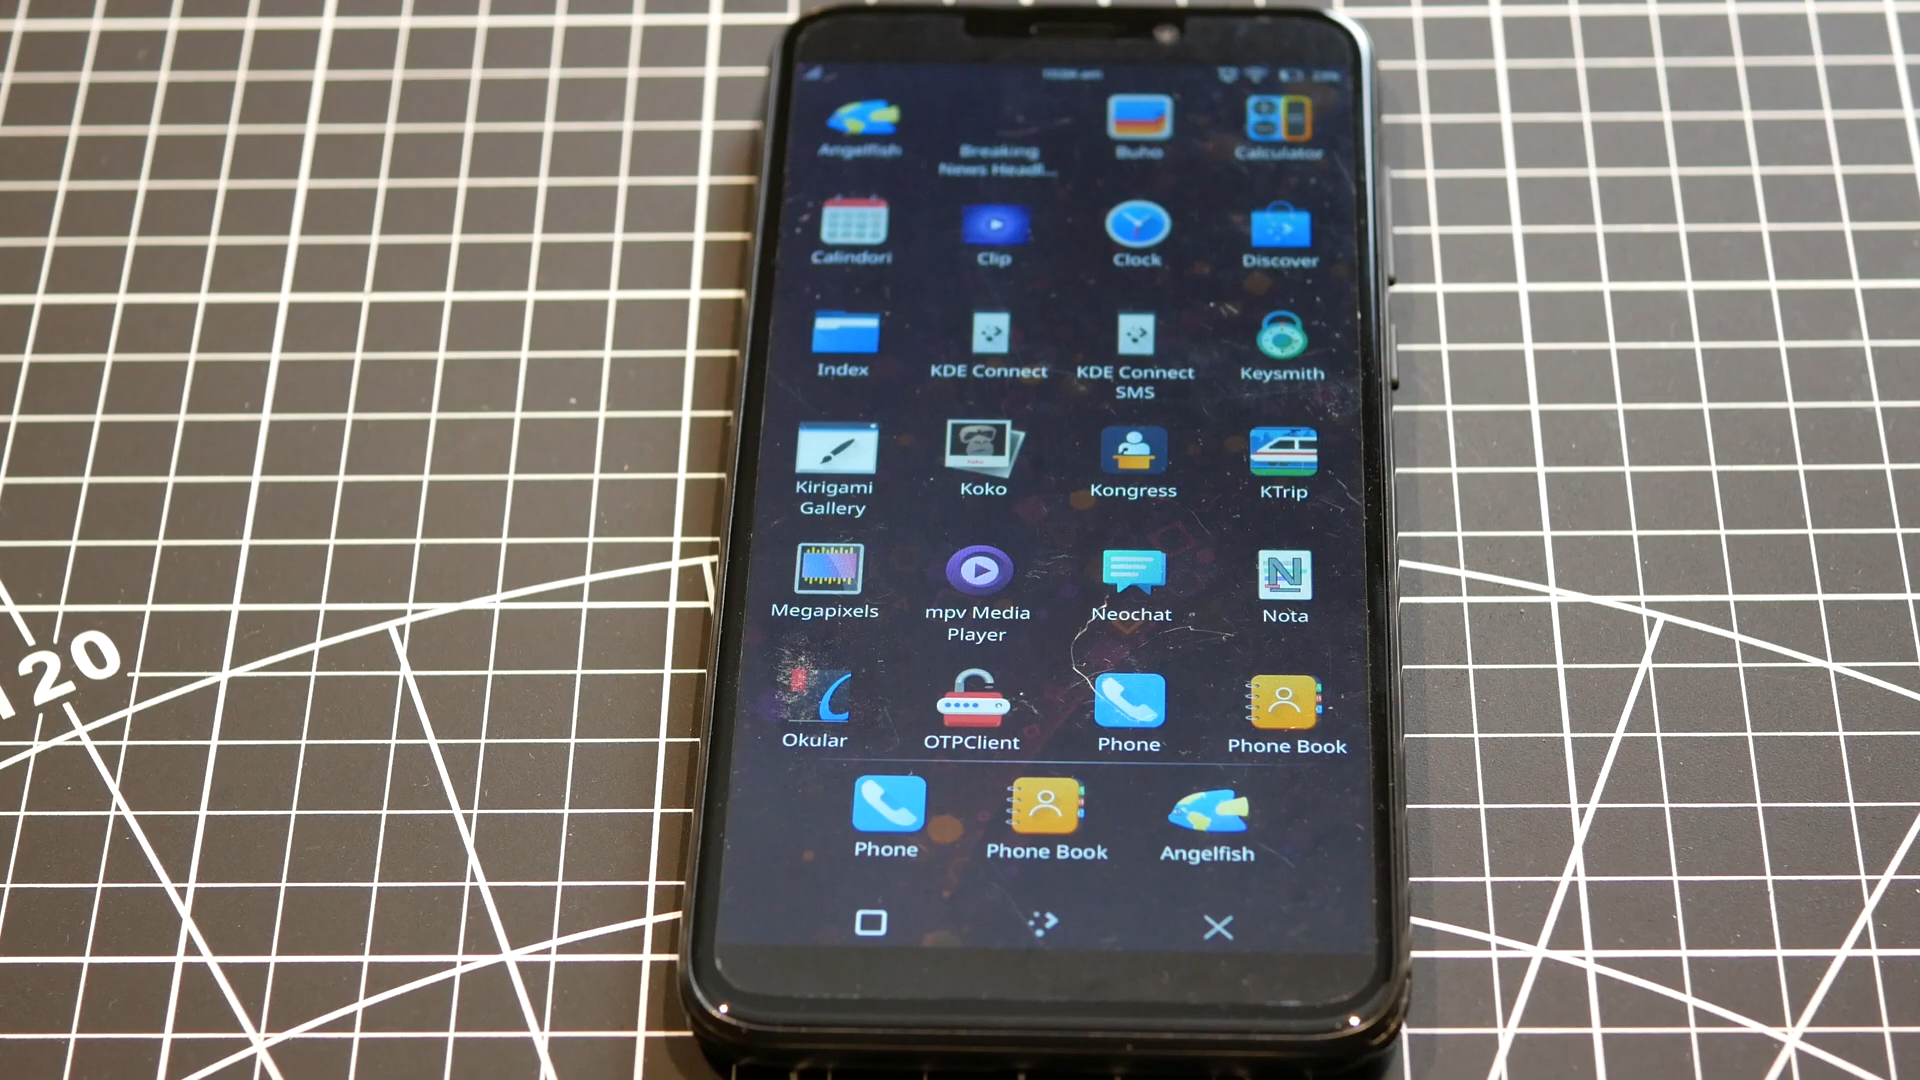 Angelfish
Breaking
News Headl...
Buho
Calculator
Calindori
Clip
Clock
Discover
Index
KDE Connect
KDE Connect
SMS
Keysmith
Kirigami
Gallery
Koko
Kongress
KTrip
Megapixels
mpv Media
Player
Neochat
N
Nota
Okular
OTPClient
Phone
Phone Book
Phone
Phone Book
Angelfish
120